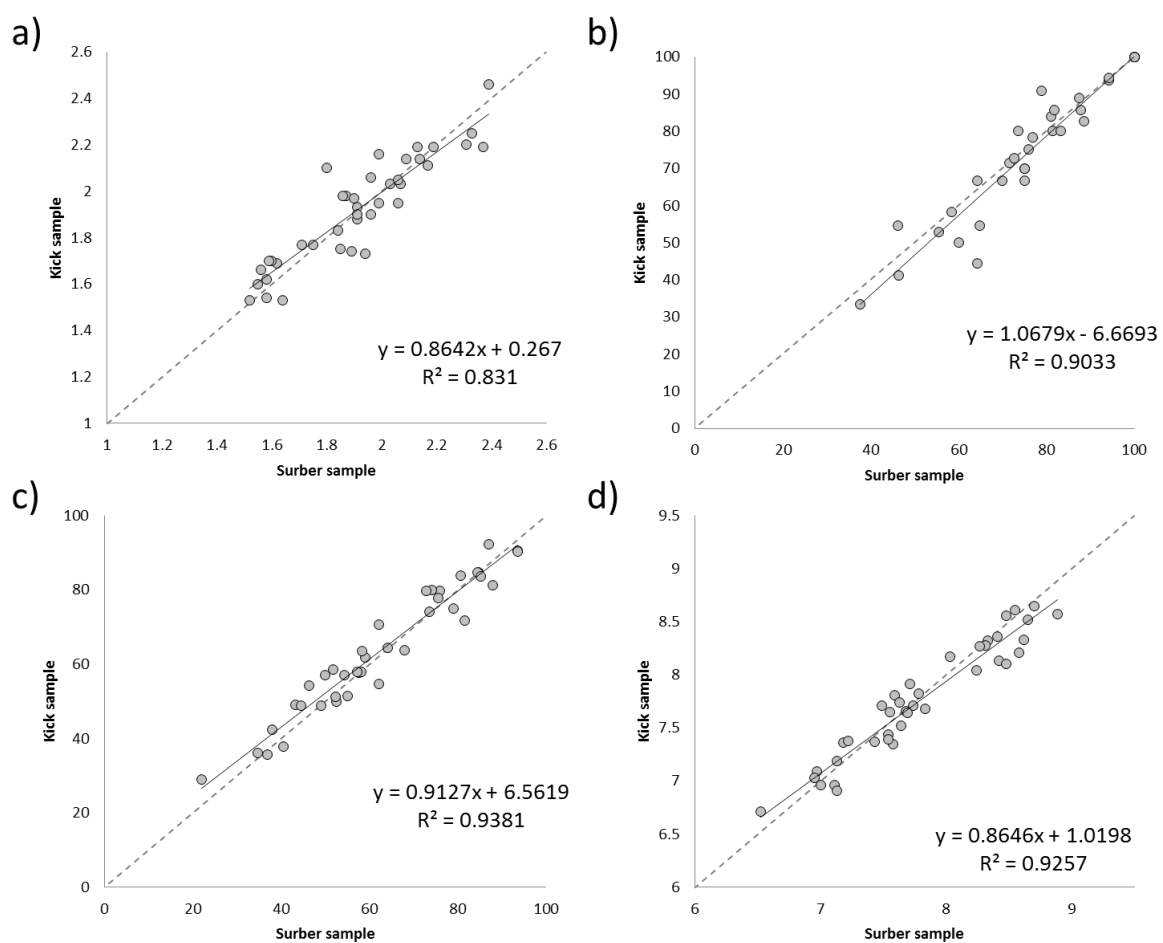 a)
2.6
2.4
2.2
2
1.8
1.6
1.4
1.2
1
Kick sample
y = 0.8642x + 0.267
R² = 0.831
1 1.2 1.4 1.6 1.8 2 2.2 2.4 2.6
Surber sample
b)
100
90
80
70
60
50
40
30
20
10
0
Kick sample
y = 1.0679x - 6.6693
R² = 0.9033
0 20 40 60 80 100
Surber sample
c)
100
80
60
40
20
0
Kick sample
y = 0.9127x + 6.5619
R² = 0.9381
0 20 40 60 80 100
Surber sample
d)
9.5
9
8.5
8
7.5
7
6.5
6
Kick sample
y = 0.8646x + 1.0198
R² = 0.9257
6 7 8 9
Surber sample